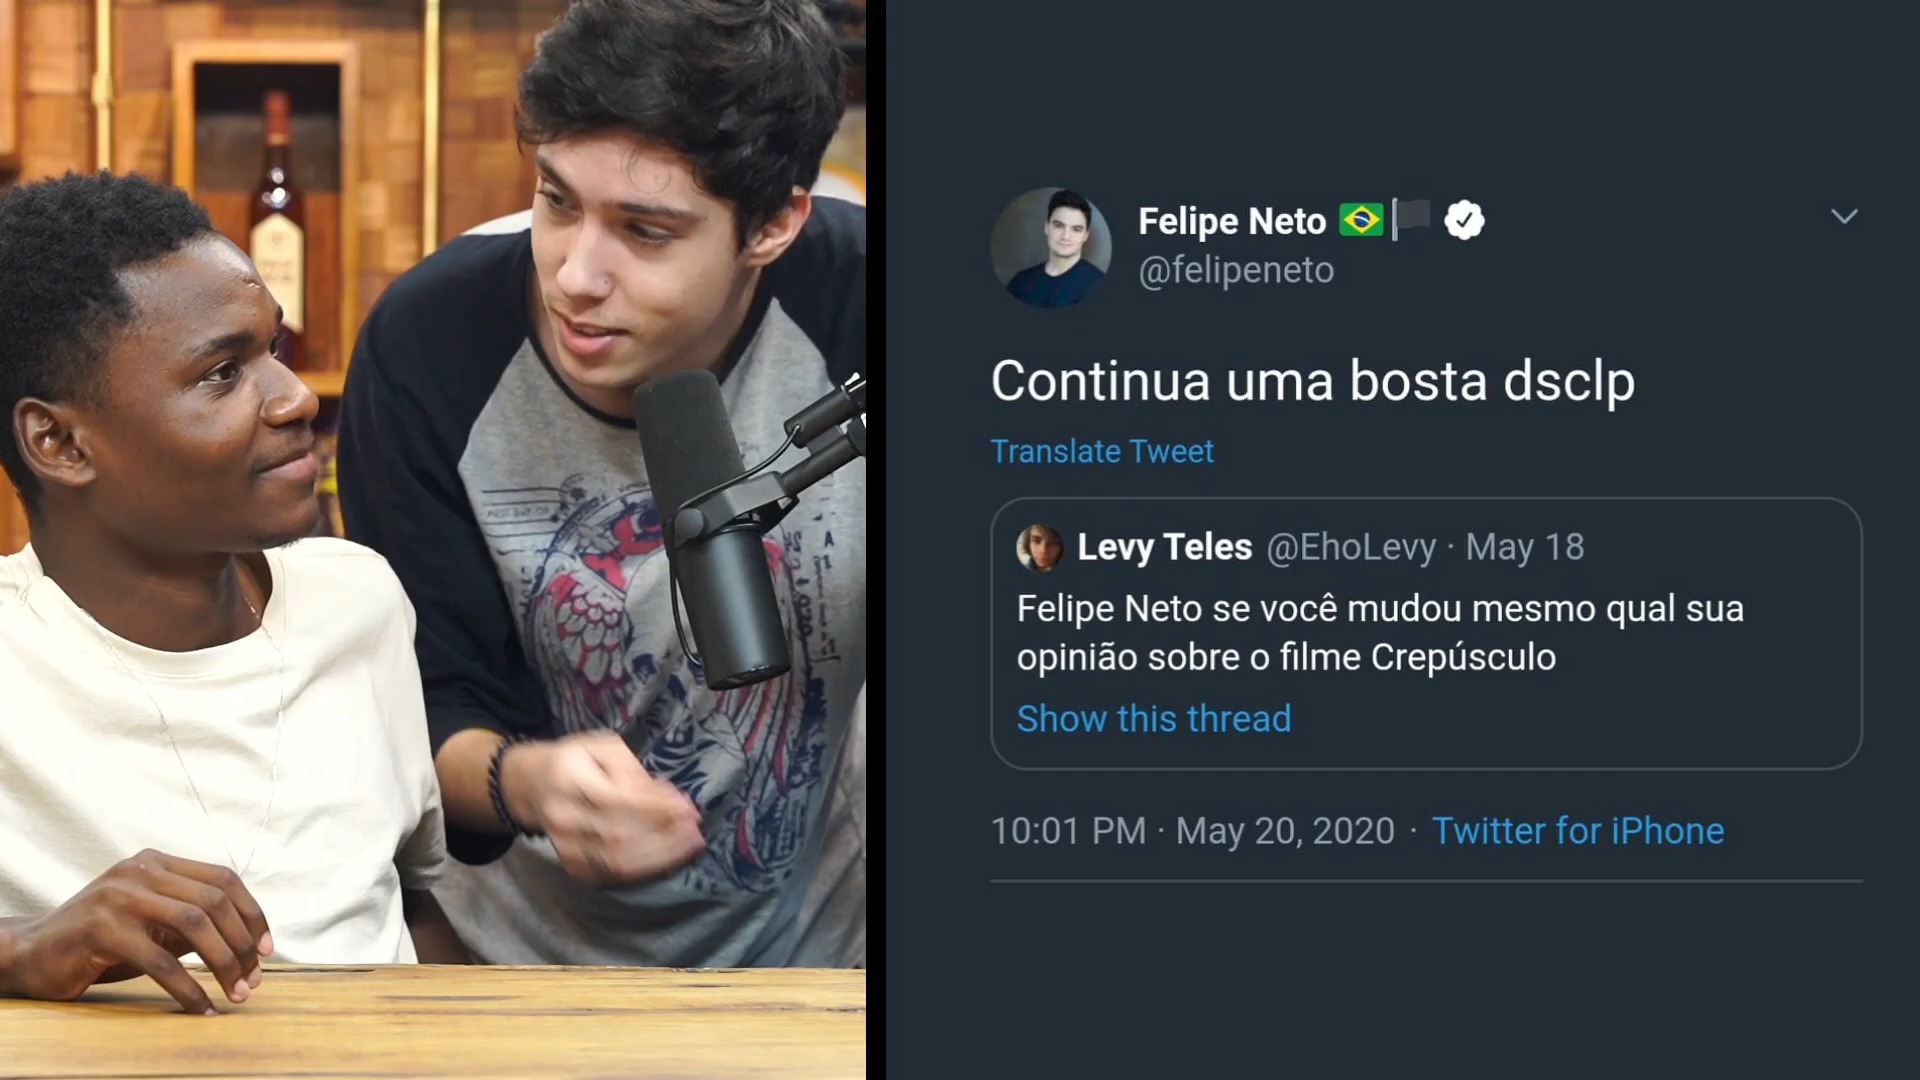 Felipe Neto
@felipeneto
Continua uma bosta dsclp
Translate Tweet
Levy Teles @EhoLevy · May 18
Felipe Neto se você mudou mesmo qual sua
opinião sobre o filme Crepúsculo
Show this thread
10:01 PM · May 20, 2020 · Twitter for iPhone